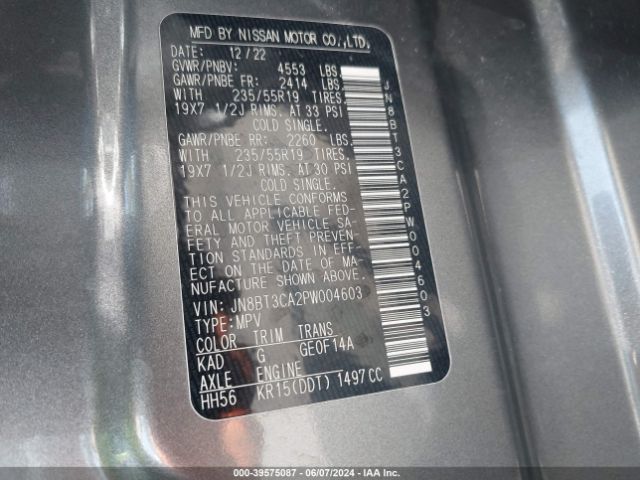 MFD BY NISSAN MOTOR CO.,LTD.
DATE: 12/22
GVWR/PNBV: 4553 LBS.
GAWR/PNBE FR: 2414 LBS.
WITH 235/55R19 TIRES.
19X7 1/2J RIMS. AT 33 PSI
COLD SINGLE.
GAWR/PNBE RR: 2260 LBS.
WITH 235/55R19 TIRES.
19X7 1/2J RIMS. AT 30 PSI
COLD SINGLE.
THIS VEHICLE CONFORMS
TO ALL APPLICABLE FED-
ERAL MOTOR VEHICLE SA-
FETY AND THEFT PREVEN-
TION STANDARDS IN EFF-
ECT ON THE DATE OF MA-
NUFACTURE SHOWN ABOVE.
VIN: JN8BT3CA2PW004603
TYPE:MPV
COLOR TRIM TRANS
KAD G GE0F14A
AXLE ENGINE
HH56 KR15(DDT) 1497CC
JN8BT3CA2PW004603
000-39575087 - 06/07/2024 - IAA Inc.